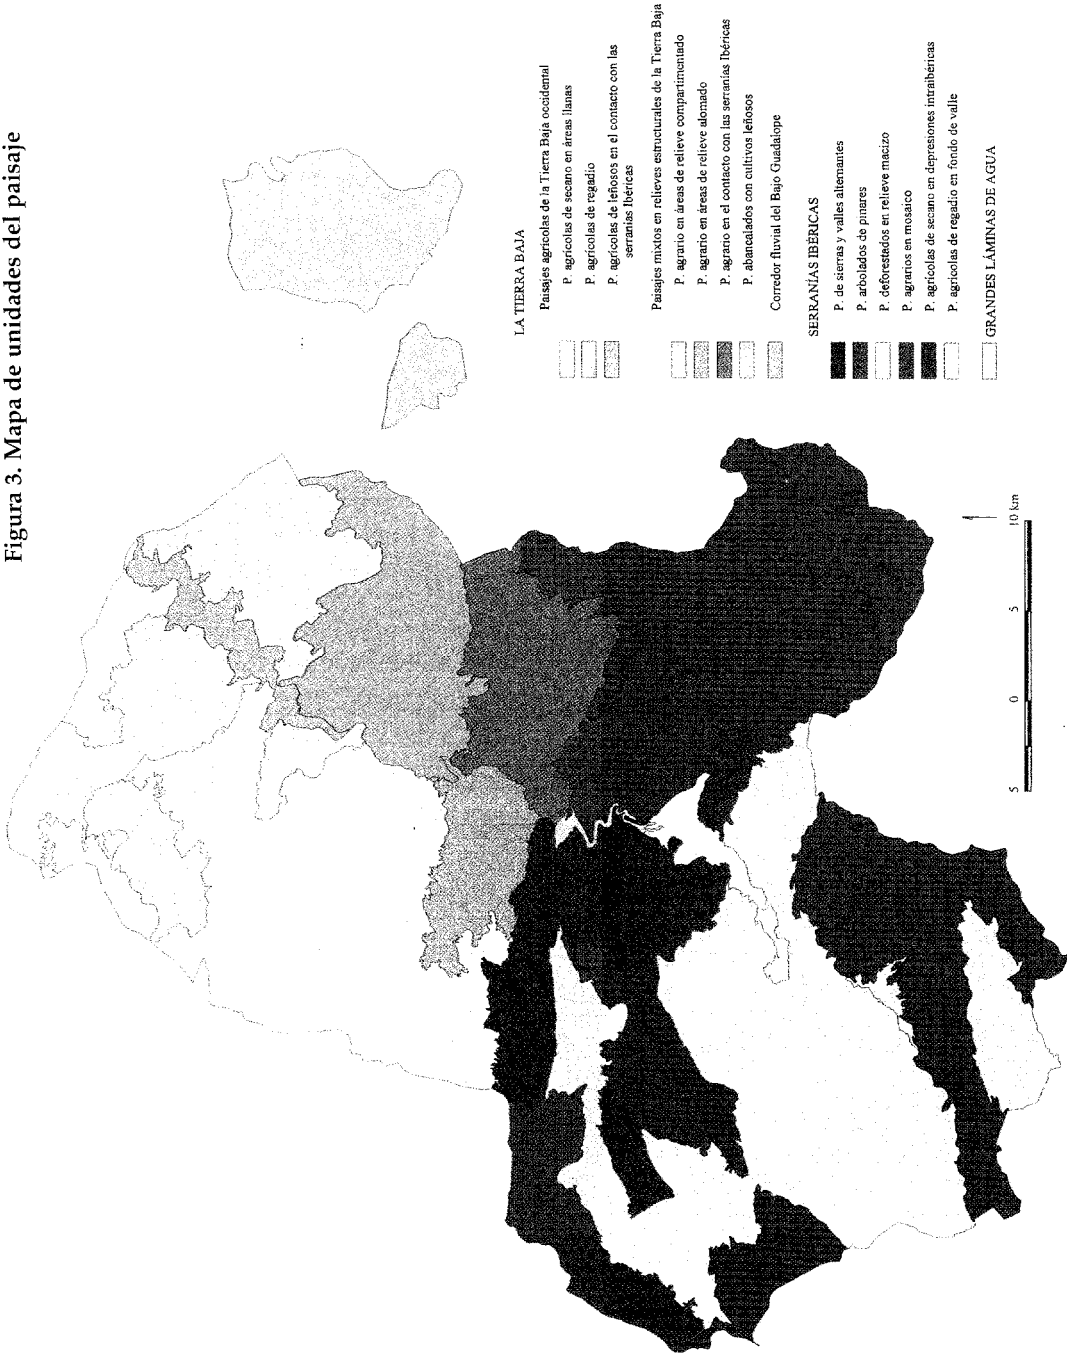 Figura 3. Mapa de unidades del paisaje
LA TIERRA BAJA
Paisajes agrícolas de la Tierra Baja occidental
P. agrícolas de secano en áreas llanas
P. agrícolas de regadío
P. agrícolas de leñosos en el contacto con las
serranías Ibéricas
Paisajes mixtos en relieves estructurales de la Tierra Baja
P. agrario en áreas de relieve compartimentado
P. agrario en áreas de relieve alomado
P. agrario en el contacto con las serranías Ibéricas
P. abancalados con cultivos leñosos
Corredor fluvial del Bajo Guadalope
SERRANÍAS IBÉRICAS
P. de sierras y valles alternantes
P. arbolados de pinares
P. deforestados en relieve macizo
P. agrarios en mosaico
P. agrícolas de secano en depresiones intraibéricas
P. agrícolas de regadío en fondo de valle
GRANDES LÁMINAS DE AGUA
5 0 5 10 km